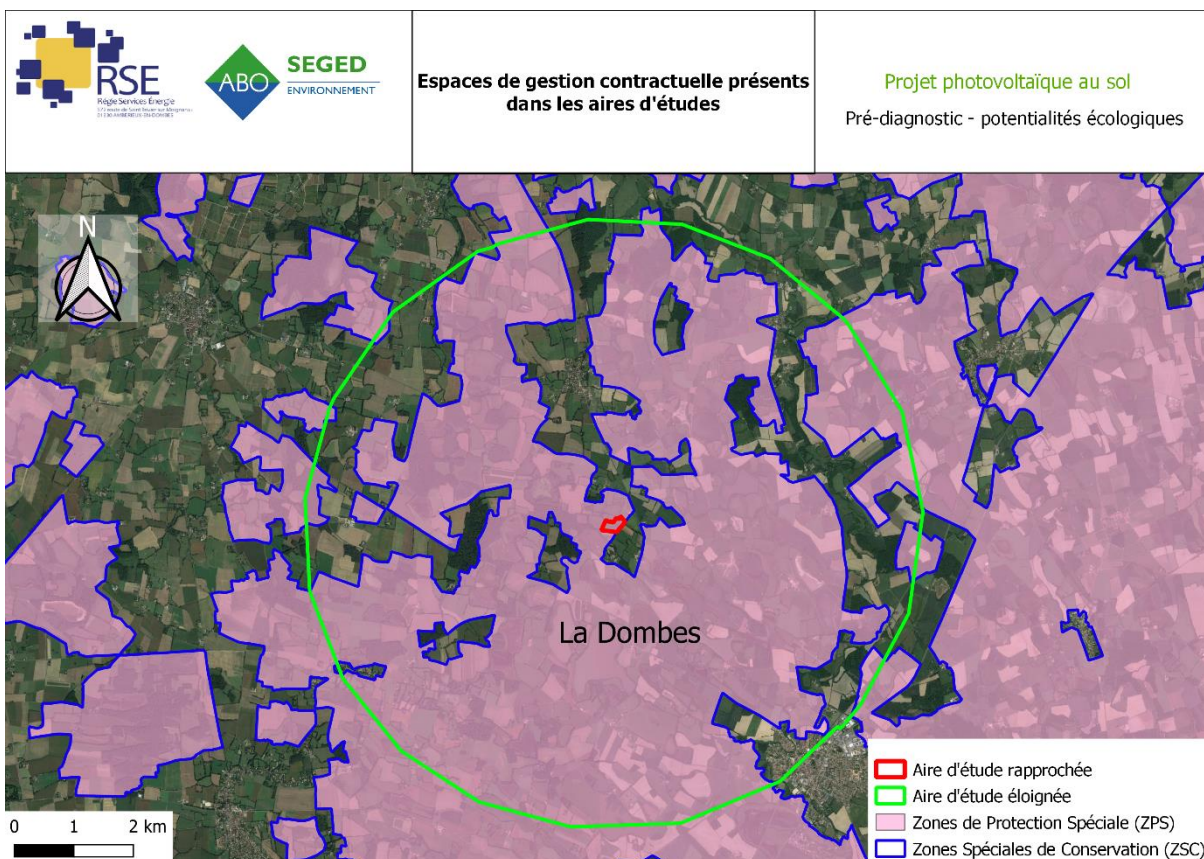 RSE
Régie Services Énergie
ABO
SEGED
ENVIRONNEMENT
Espaces de gestion contractuelle présents
dans les aires d'études
Projet photovoltaïque au sol
Pré-diagnostic - potentialités écologiques
N
La Dombes
Aire d'étude rapprochée
Aire d'étude éloignée
Zones de Protection Spéciale (ZPS)
Zones Spéciales de Conservation (ZSC)
0 1 2 km